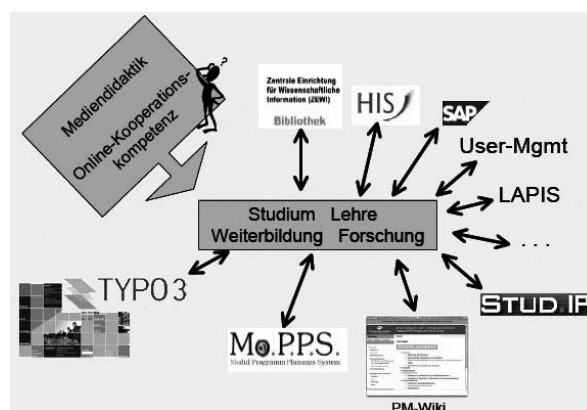 Mediendidaktik
Online-Kooperations-
kompetenz
?
Zentrale Einrichtung
für Wissenschaftliche
Information (ZEWI)
Bibliothek
HIS
SAP
User-Mgmt
LAPIS
. . .
Studium Lehre
Weiterbildung Forschung
TYPO3
Mo.P.P.S.
Modul Programm Planungs System
STUD.IP
PM-Wiki